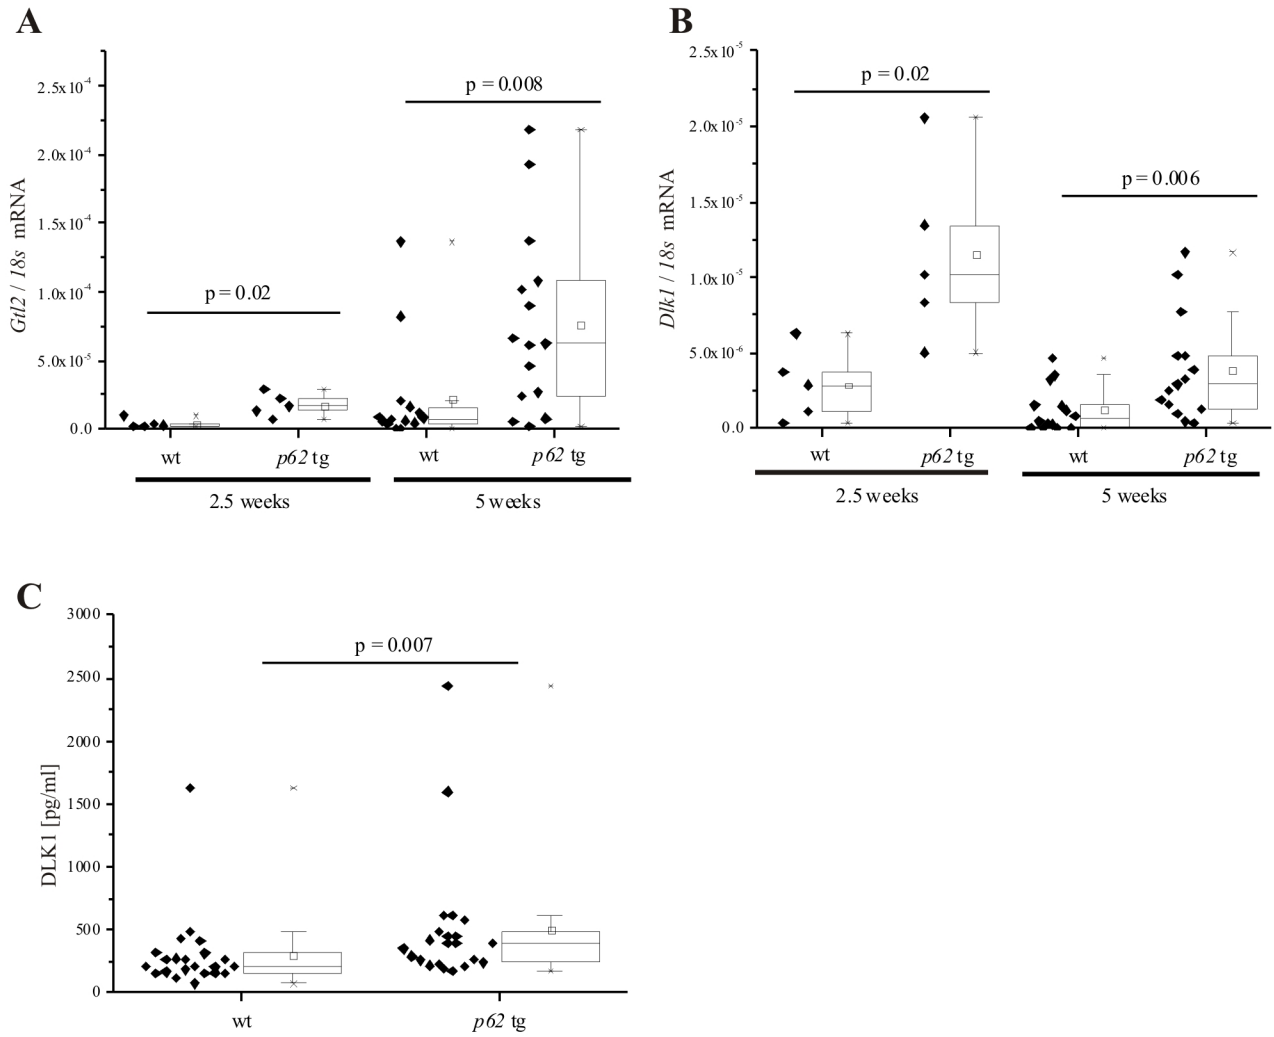 A
Gtl2 / 18s mRNA
2.5x10⁻⁴
2.0x10⁻⁴
1.5x10⁻⁴
1.0x10⁻⁴
5.0x10⁻⁵
0.0
p = 0.02
p = 0.008
wt
p62 tg
wt
p62 tg
2.5 weeks
5 weeks
B
Dlk1 / 18s mRNA
2.5x10⁻⁵
2.0x10⁻⁵
1.5x10⁻⁵
1.0x10⁻⁵
5.0x10⁻⁶
0.0
p = 0.02
p = 0.006
wt
p62 tg
wt
p62 tg
2.5 weeks
5 weeks
C
DLK1 [pg/ml]
3000
2500
2000
1500
1000
500
0
p = 0.007
wt
p62 tg